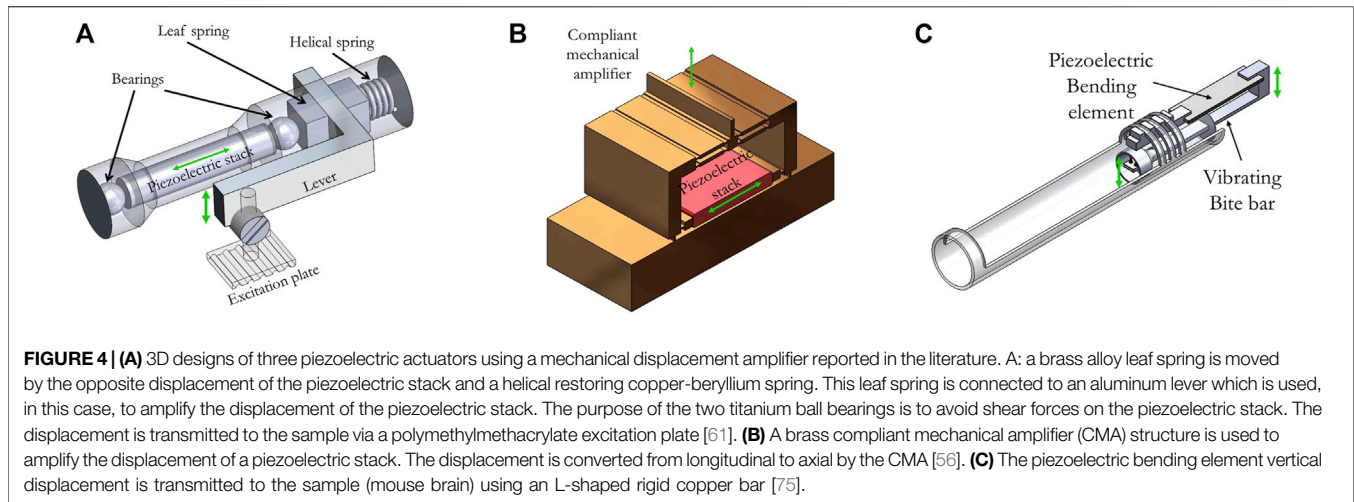 A
Leaf spring
Helical spring
Bearings
Piezoelectric stack
Lever
Excitation plate
B
Compliant
mechanical
amplifier
Piezoelectric
stack
C
Piezoelectric
Bending
element
Vibrating
Bite bar
FIGURE 4 | (A) 3D designs of three piezoelectric actuators using a mechanical displacement amplifier reported in the literature. A: a brass alloy leaf spring is moved
by the opposite displacement of the piezoelectric stack and a helical restoring copper-beryllium spring. This leaf spring is connected to an aluminum lever which is used,
in this case, to amplify the displacement of the piezoelectric stack. The purpose of the two titanium ball bearings is to avoid shear forces on the piezoelectric stack. The
displacement is transmitted to the sample via a polymethylmethacrylate excitation plate [61]. (B) A brass compliant mechanical amplifier (CMA) structure is used to
amplify the displacement of a piezoelectric stack. The displacement is converted from longitudinal to axial by the CMA [56]. (C) The piezoelectric bending element vertical
displacement is transmitted to the sample (mouse brain) using an L-shaped rigid copper bar [75].